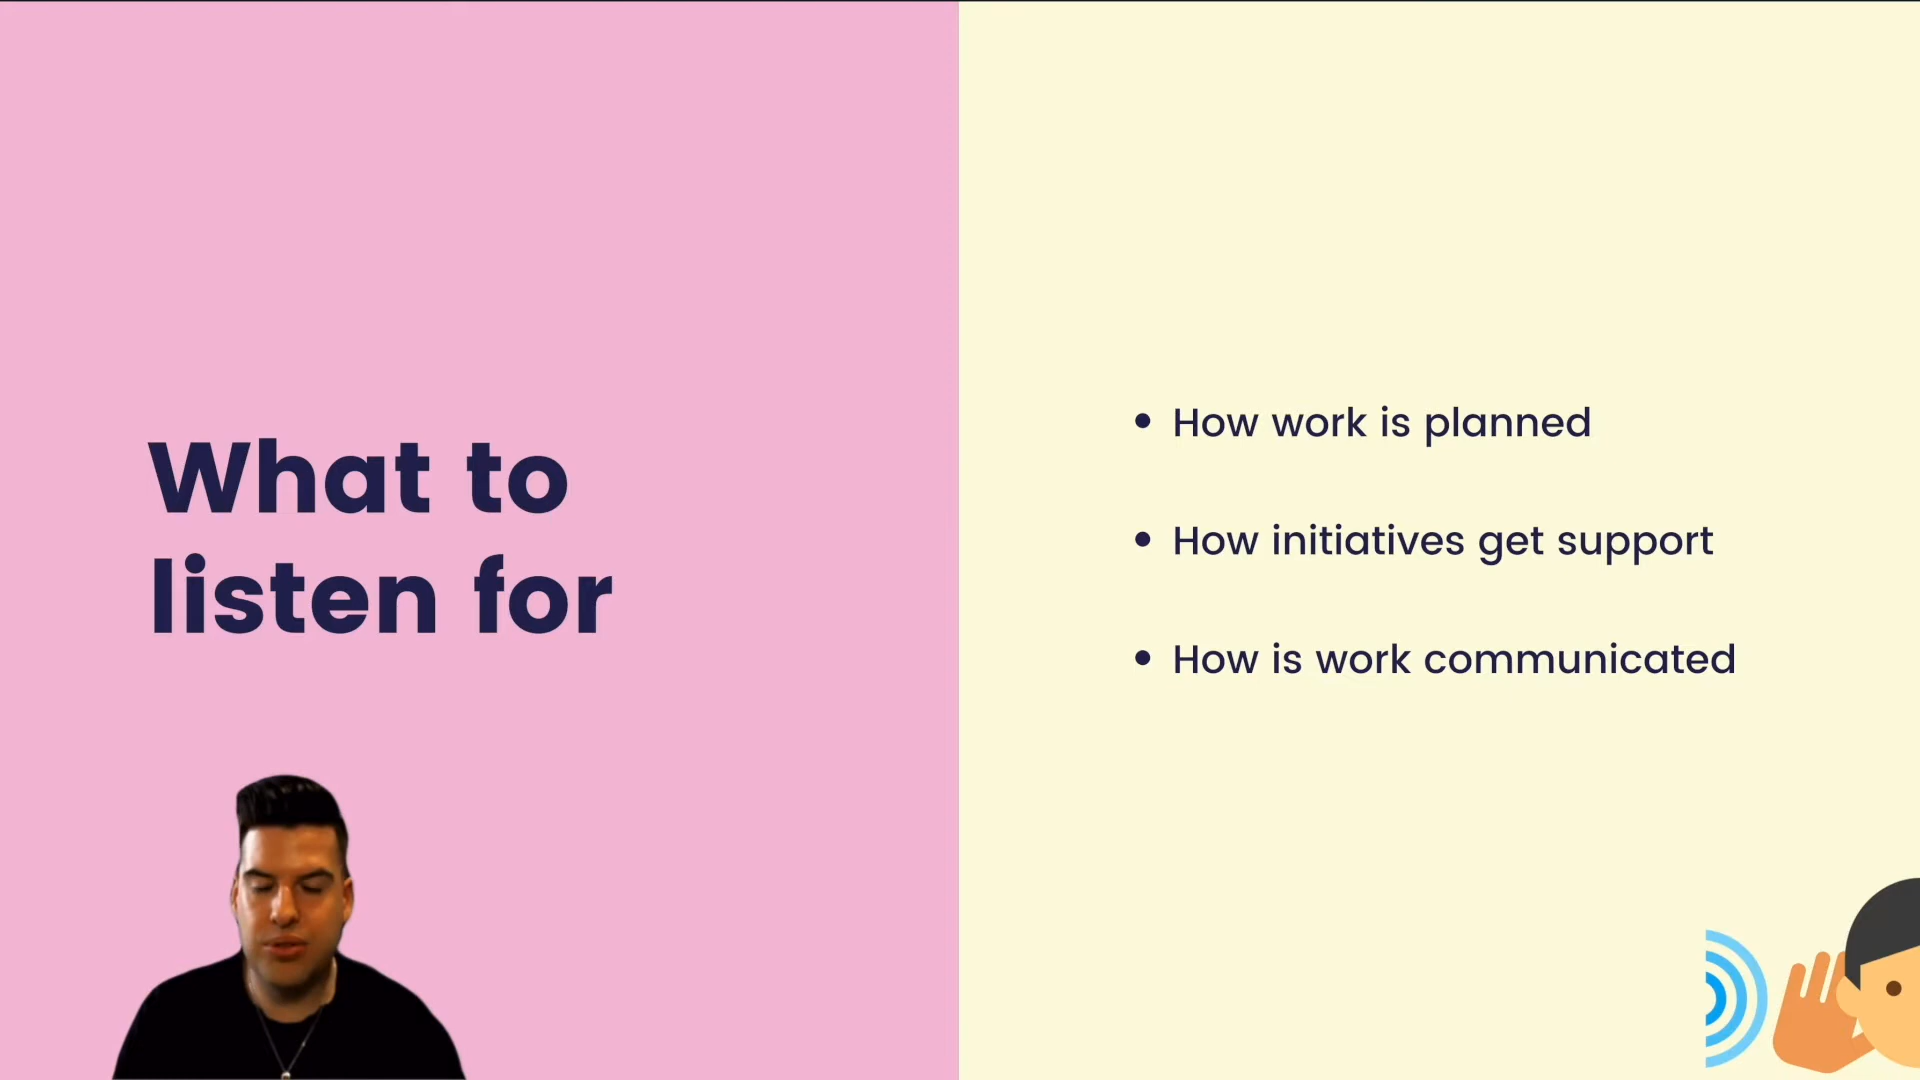 What to
listen for
• How work is planned
• How initiatives get support
• How is work communicated